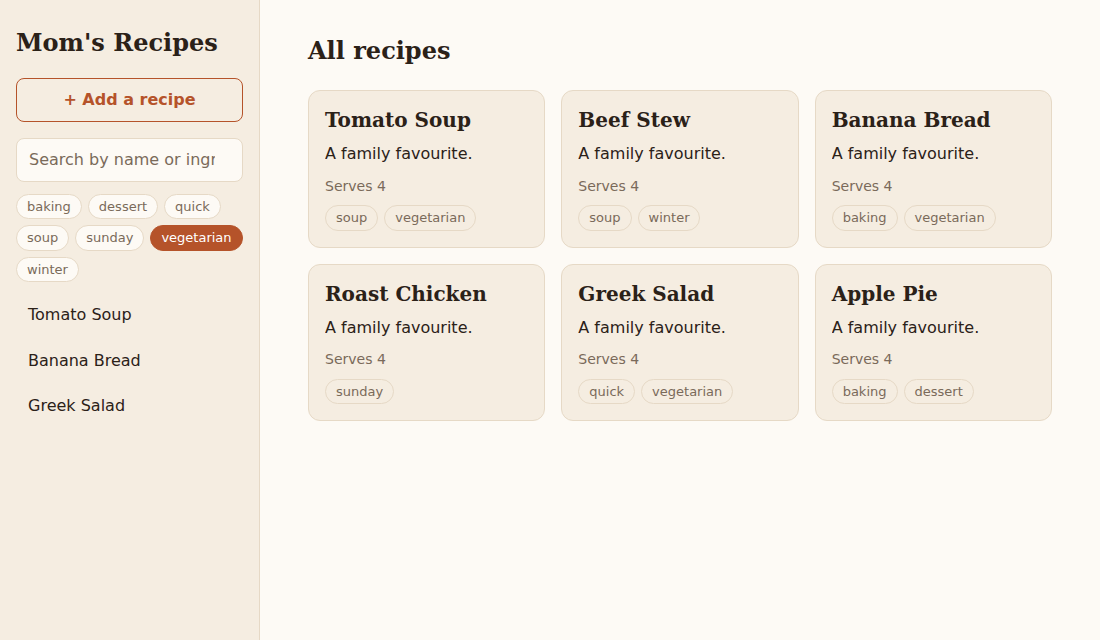 Mom's Recipes
+ Add a recipe
Search by name or ingr
baking dessert quick
soup sunday vegetarian
winter
Tomato Soup
Banana Bread
Greek Salad
All recipes
Tomato Soup
A family favourite.
Serves 4
soup vegetarian
Beef Stew
A family favourite.
Serves 4
soup winter
Banana Bread
A family favourite.
Serves 4
baking vegetarian
Roast Chicken
A family favourite.
Serves 4
sunday
Greek Salad
A family favourite.
Serves 4
quick vegetarian
Apple Pie
A family favourite.
Serves 4
baking dessert